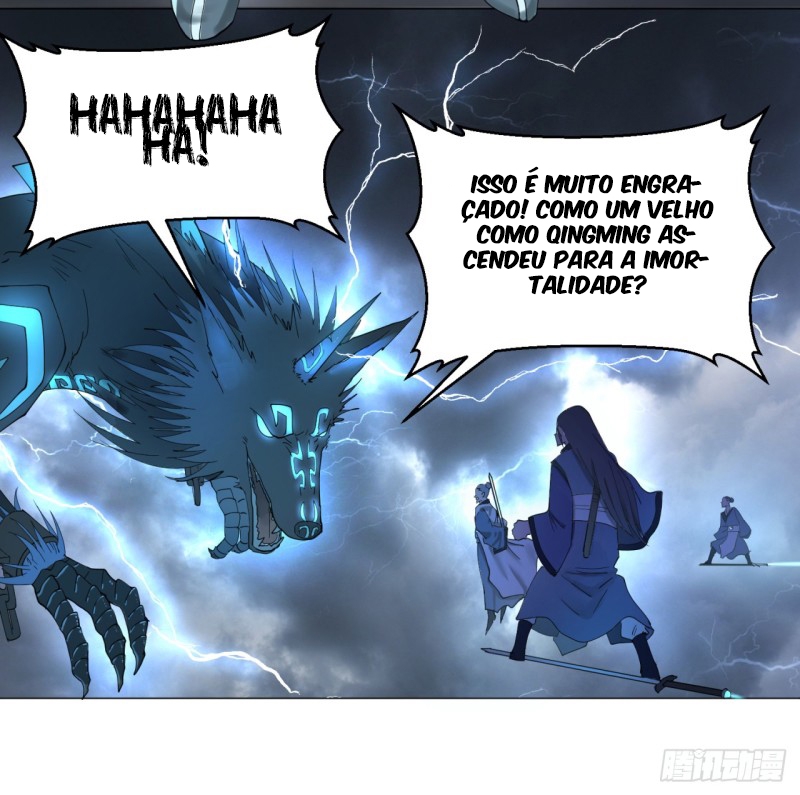 HAHAHAHA
HA!
ISSO É MUITO ENGRA-
ÇADO! COMO UM VELHO
COMO QINGMING AS-
CENDEU PARA A IMOR-
TALIDADE?
腾讯动漫